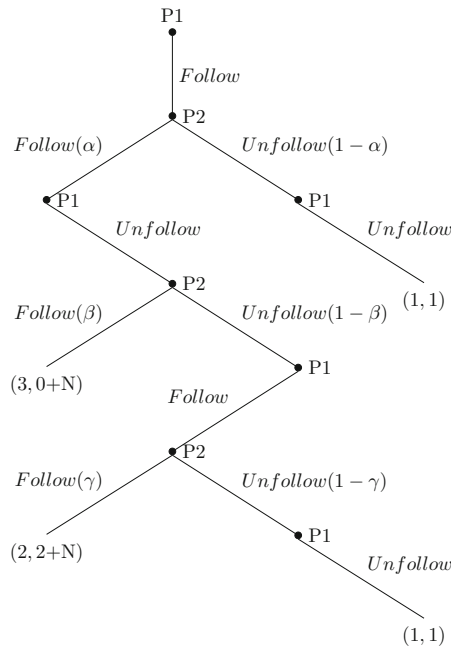 P1
Follow
P2
Follow(α) Unfollow(1 − α)
P1 P1
Unfollow Unfollow
P2 (1, 1)
Follow(β) Unfollow(1 − β)
(3, 0+N) P1
Follow
P2
Follow(γ) Unfollow(1 − γ)
(2, 2+N) P1
Unfollow
(1, 1)